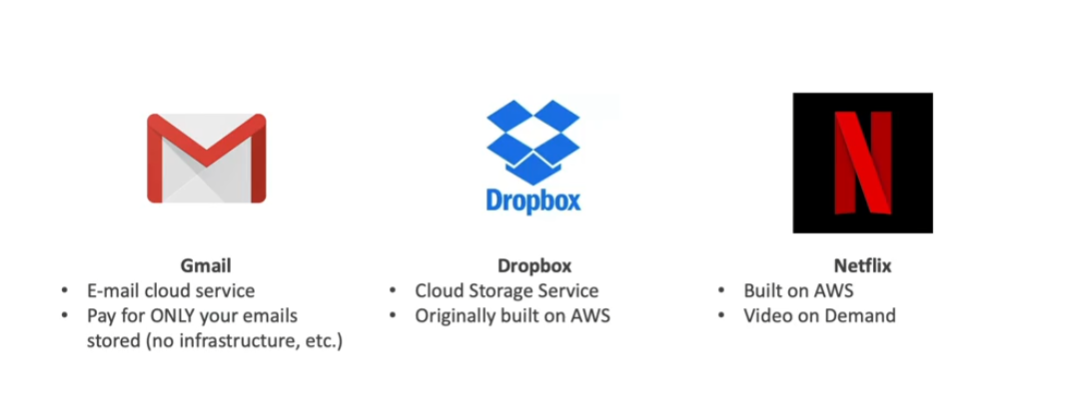 Dropbox
Gmail
• E-mail cloud service
• Pay for ONLY your emails
stored (no infrastructure, etc.)
Dropbox
• Cloud Storage Service
• Originally built on AWS
Netflix
• Built on AWS
• Video on Demand